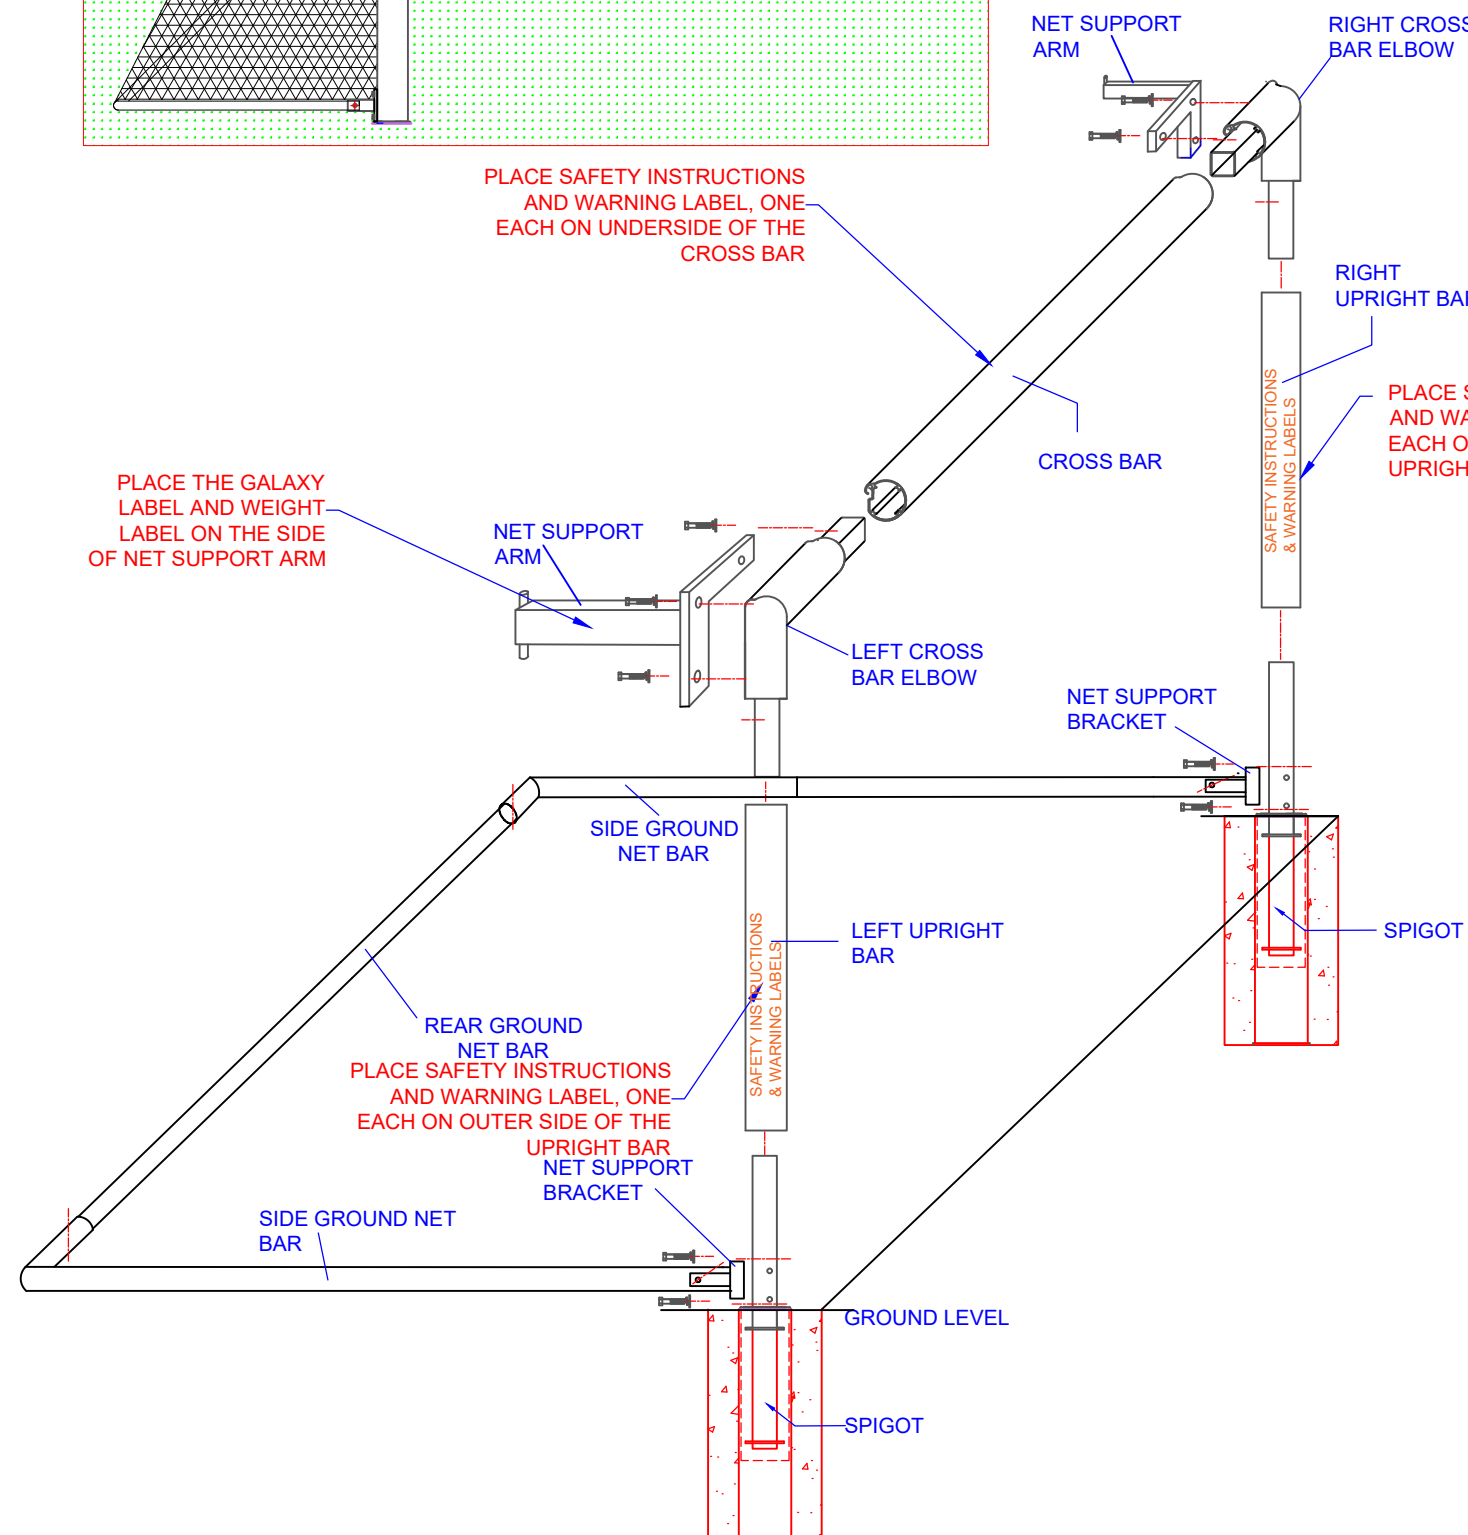 NET SUPPORT
ARM
RIGHT CROSS
BAR ELBOW
PLACE SAFETY INSTRUCTIONS
AND WARNING LABEL, ONE
EACH ON UNDERSIDE OF THE
CROSS BAR
RIGHT
UPRIGHT BAR
SAFETY INSTRUCTIONS
& WARNING LABELS
PLACE
AND
EACH
CROSS BAR
PLACE THE GALAXY
LABEL AND WEIGHT
LABEL ON THE SIDE
OF NET SUPPORT ARM
NET SUPPORT
ARM
LEFT CROSS
BAR ELBOW
NET SUPPORT
BRACKET
SIDE GROUND
NET BAR
LEFT UPRIGHT
BAR
SPIGOT
SAFETY INSTRUCTIONS
& WARNING LABELS
REAR GROUND
NET BAR
PLACE SAFETY INSTRUCTIONS
AND WARNING LABEL, ONE
EACH ON OUTER SIDE OF THE
UPRIGHT BAR
NET SUPPORT
BRACKET
SIDE GROUND NET
BAR
GROUND LEVEL
SPIGOT